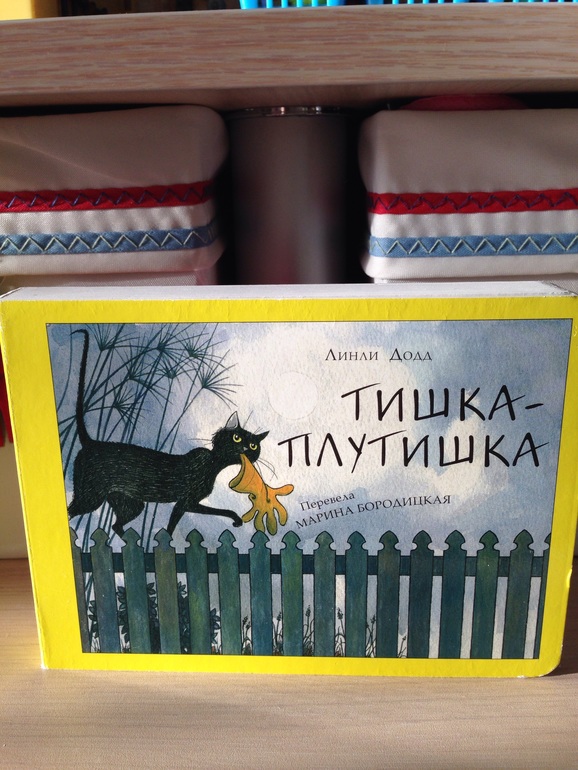 Линли Додд
ТИШКА-
ПЛУТИШКА
Перевела
МАРИНА БОРОДИЦКАЯ